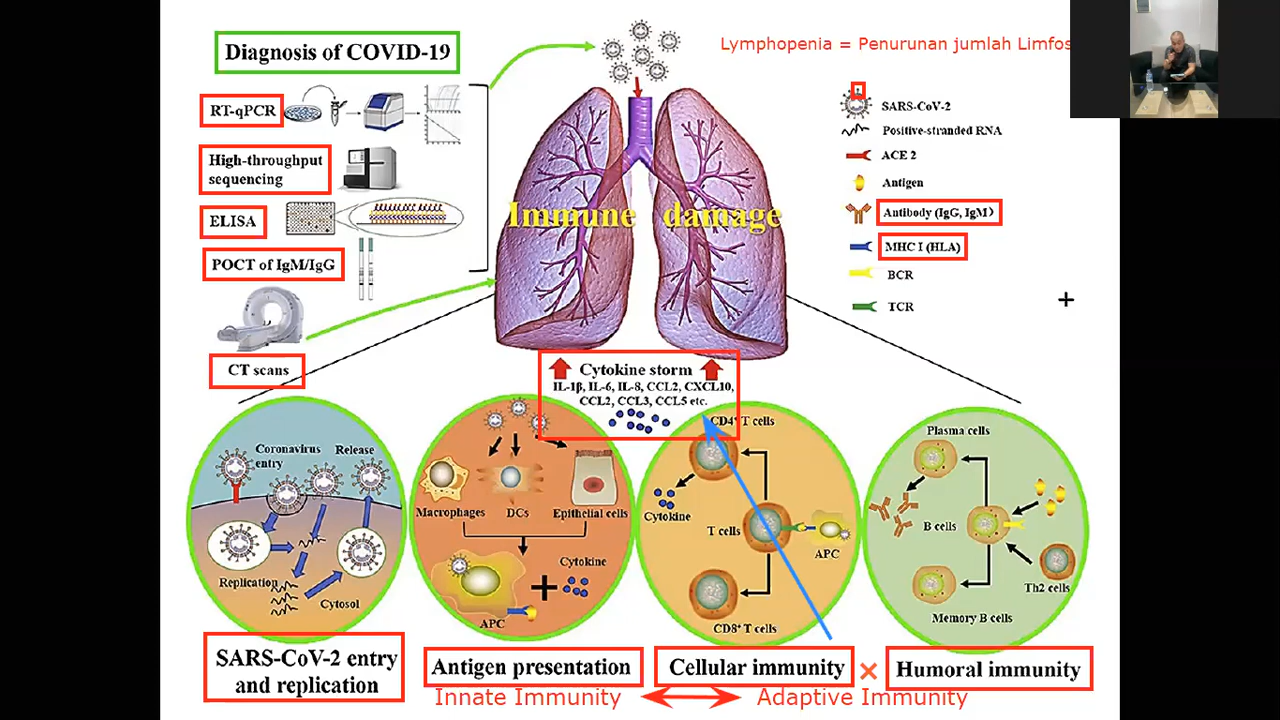 Diagnosis of COVID-19
Lymphopenia = Penurunan jumlah Limfos
RT-qPCR
High-throughput
sequencing
ELISA
POCT of IgM/IgG
CT scans
SARS-CoV-2
Positive-stranded RNA
ACE 2
Antigen
Antibody (IgG, IgM)
MHC I (HLA)
BCR
TCR
Immune damage
Cytokine storm
IL-1β, IL-6, IL-8, CCL2, CXCL10,
CCL2, CCL3, CCL5 etc.
Coronavirus
entry
Release
Replication
Cytosol
SARS-CoV-2 entry
and replication
Macrophages
DCs
Epithelial cells
Cytokine
APC
Antigen presentation
CD4⁺ T cells
Cytokine
T cells
APC
CD8⁺ T cells
Cellular immunity
×
Plasma cells
B cells
Th2 cells
Memory B cells
Humoral immunity
Innate Immunity
Adaptive Immunity